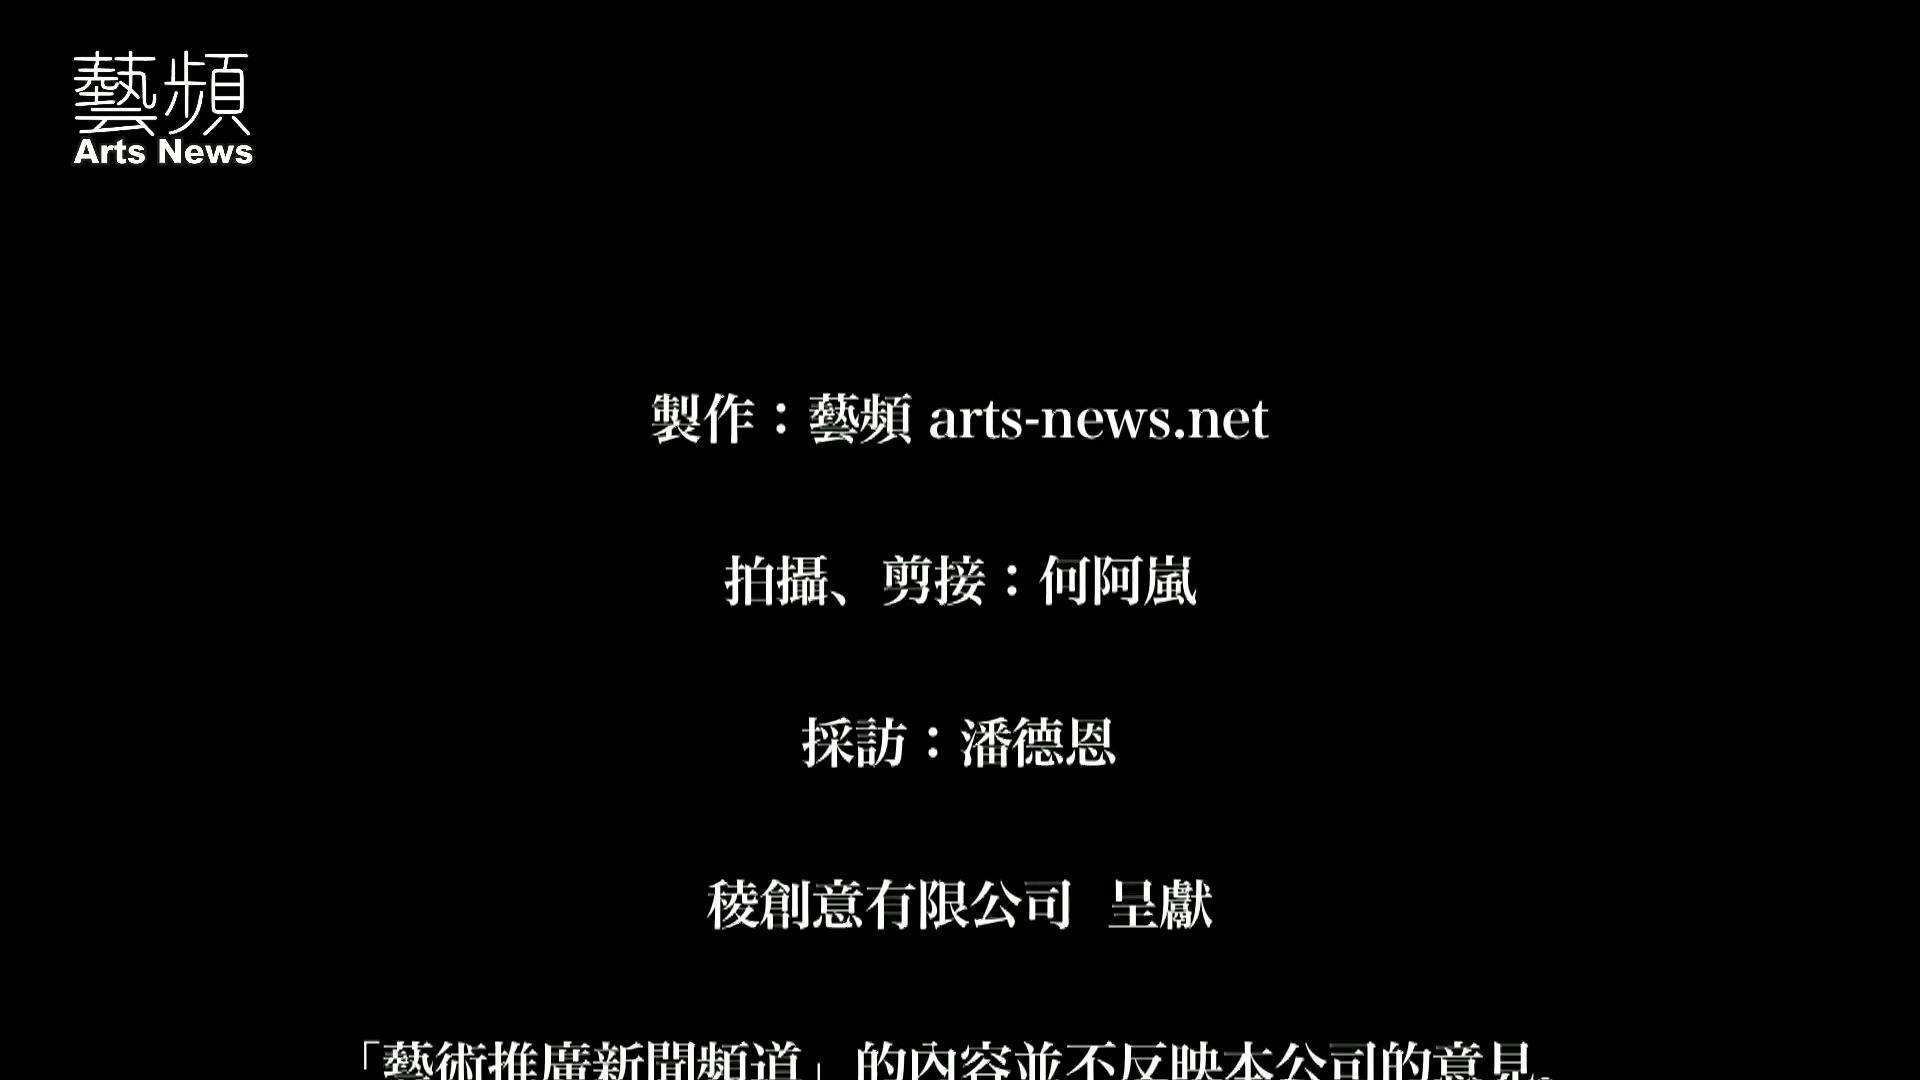 藝頻
Arts News
製作：藝頻 arts-news.net
拍攝、剪接：何阿嵐
採訪：潘德恩
稜創意有限公司 呈獻
「藝術推廣新聞頻道」的內容並不反映本公司的意見。